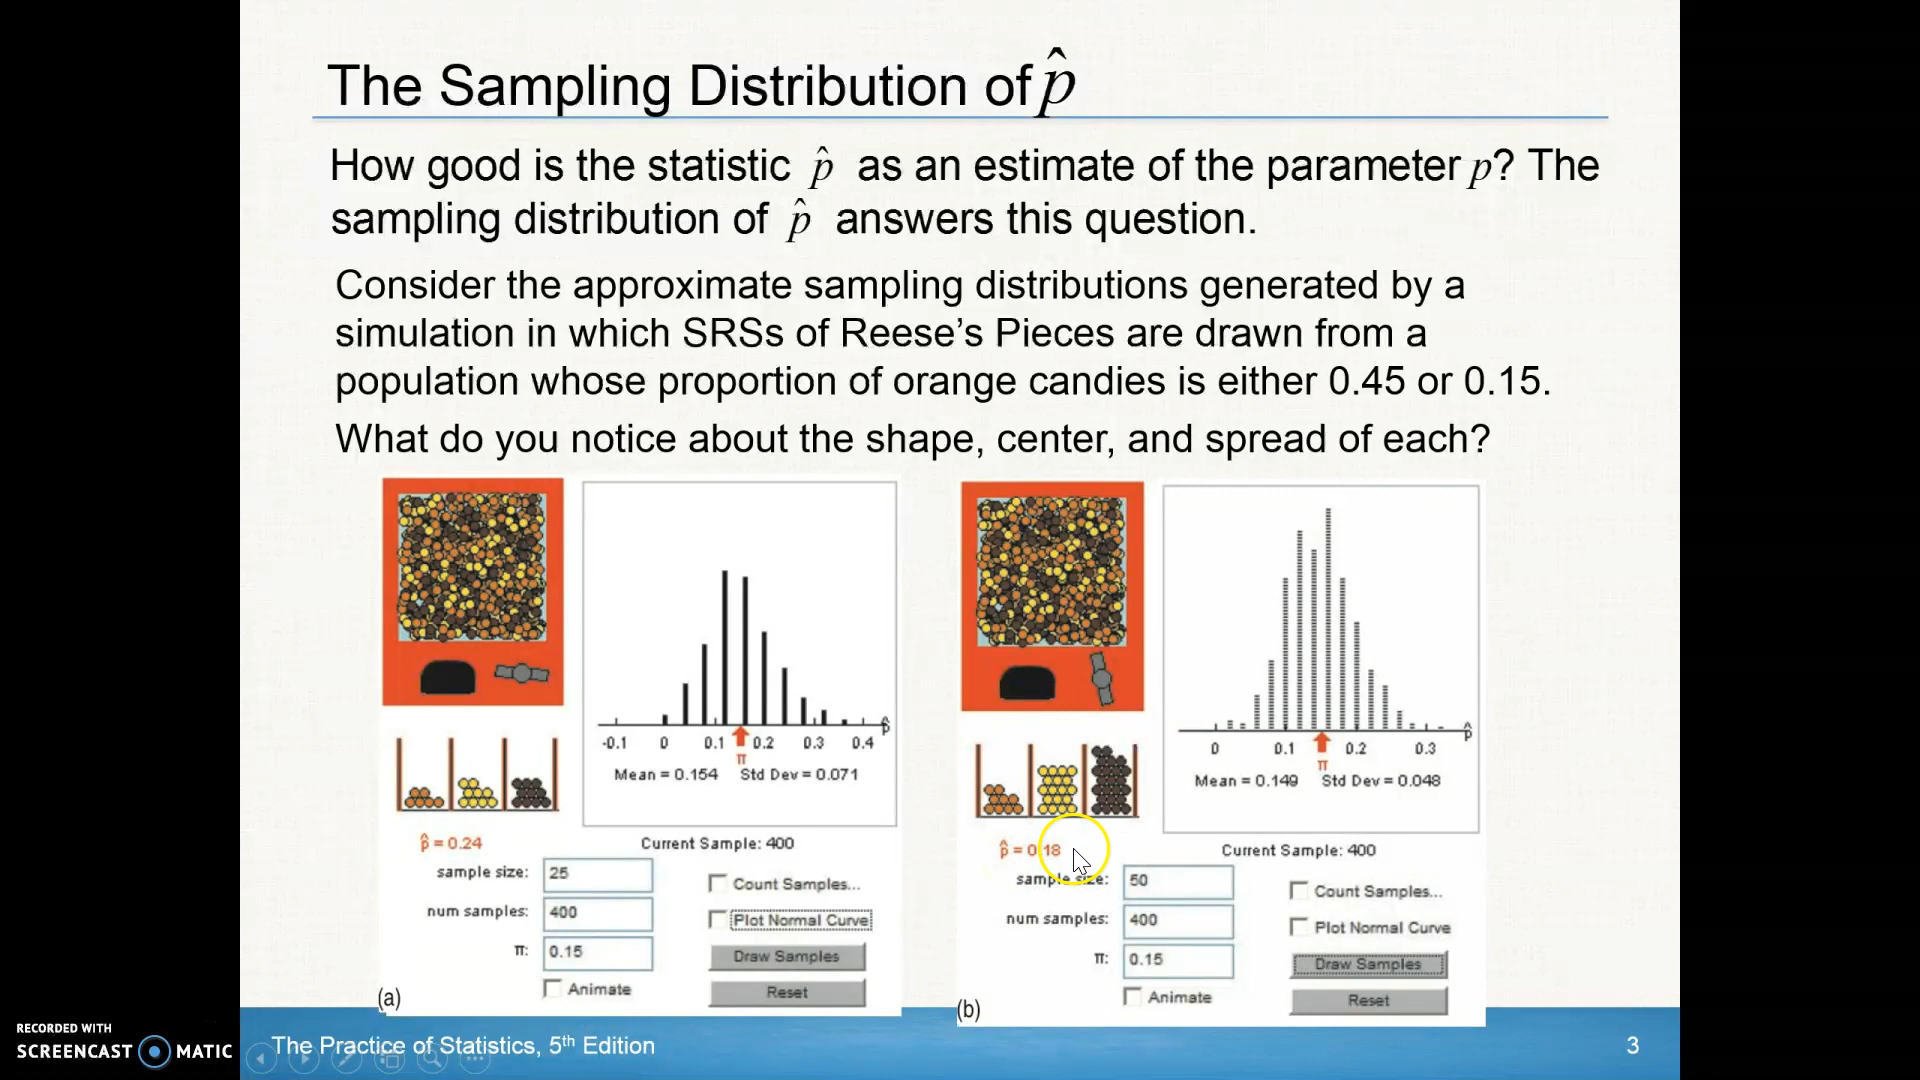 The Sampling Distribution of p̂
How good is the statistic p̂ as an estimate of the parameter p? The
sampling distribution of p̂ answers this question.
Consider the approximate sampling distributions generated by a
simulation in which SRSs of Reese's Pieces are drawn from a
population whose proportion of orange candies is either 0.45 or 0.15.
What do you notice about the shape, center, and spread of each?
-0.1 0 0.1 0.2 0.3 0.4 p̂
π
Mean = 0.154 Std Dev = 0.071
p̂ = 0.24
Current Sample: 400
sample size: 25
Count Samples...
num samples: 400
Plot Normal Curve
π: 0.15
Draw Samples
Animate
Reset
(a)
0 0.1 0.2 0.3 p̂
π
Mean = 0.149 Std Dev = 0.048
p̂ = 0.18
Current Sample: 400
sample size: 50
Count Samples...
num samples: 400
Plot Normal Curve
π: 0.15
Draw Samples
Animate
Reset
(b)
The Practice of Statistics, 5th Edition
3
RECORDED WITH
SCREENCAST MATIC